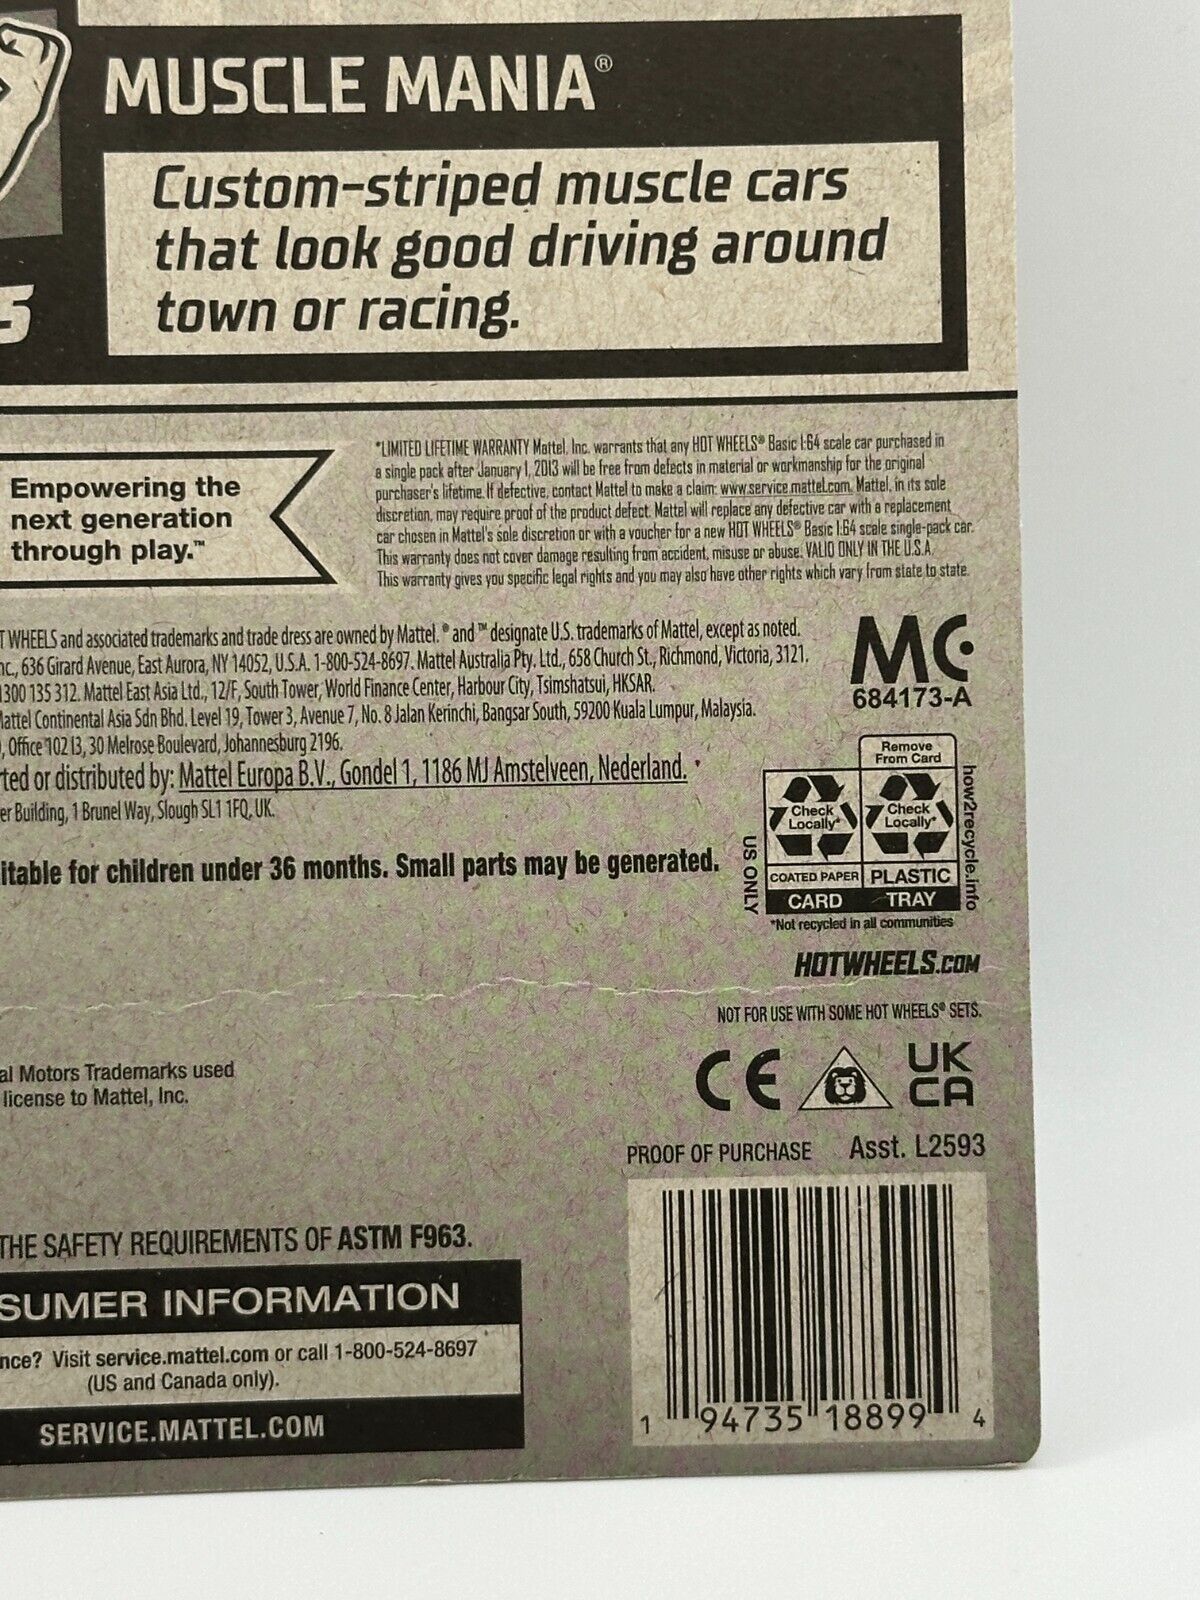 MUSCLE MANIA®
Custom-striped muscle cars
that look good driving around
town or racing.
Empowering the
next generation
through play.™
*LIMITED LIFETIME WARRANTY Mattel, Inc. warrants that any HOT WHEELS® Basic 1:64 scale car purchased in
a single pack after January 1, 2013 will be free from defects in material or workmanship for the original
purchaser's lifetime. If defective, contact Mattel to make a claim: www.service.mattel.com. Mattel, in its sole
discretion, may require proof of the product defect. Mattel will replace any defective car with a replacement
car chosen in Mattel's sole discretion or with a voucher for a new HOT WHEELS® Basic 1:64 scale single-pack car.
This warranty does not cover damage resulting from accident, misuse or abuse. VALID ONLY IN THE U.S.A.
This warranty gives you specific legal rights and you may also have other rights which vary from state to state.
T WHEELS and associated trademarks and trade dress are owned by Mattel. ® and ™ designate U.S. trademarks of Mattel, except as noted.
nc., 636 Girard Avenue, East Aurora, NY 14052, U.S.A. 1-800-524-8697. Mattel Australia Pty. Ltd., 658 Church St., Richmond, Victoria, 3121.
1300 135 312. Mattel East Asia Ltd., 12/F, South Tower, World Finance Center, Harbour City, Tsimshatsui, HKSAR.
Mattel Continental Asia Sdn Bhd. Level 19, Tower 3, Avenue 7, No. 8 Jalan Kerinchi, Bangsar South, 59200 Kuala Lumpur, Malaysia.
), Office 102 I3, 30 Melrose Boulevard, Johannesburg 2196.
rted or distributed by: Mattel Europa B.V., Gondel 1, 1186 MJ Amstelveen, Nederland.
er Building, 1 Brunel Way, Slough SL1 1FQ, UK.
MC
684173-A
Remove
From Card
Check
Locally*
Check
Locally*
COATED PAPER
PLASTIC
CARD
TRAY
US ONLY
how2recycle.info
*Not recycled in all communities
itable for children under 36 months. Small parts may be generated.
HOTWHEELS.COM
NOT FOR USE WITH SOME HOT WHEELS® SETS.
al Motors Trademarks used
license to Mattel, Inc.
CE
UK
CA
PROOF OF PURCHASE
Asst. L2593
THE SAFETY REQUIREMENTS OF ASTM F963.
SUMER INFORMATION
nce? Visit service.mattel.com or call 1-800-524-8697
(US and Canada only).
SERVICE.MATTEL.COM
1 94735 18899 4